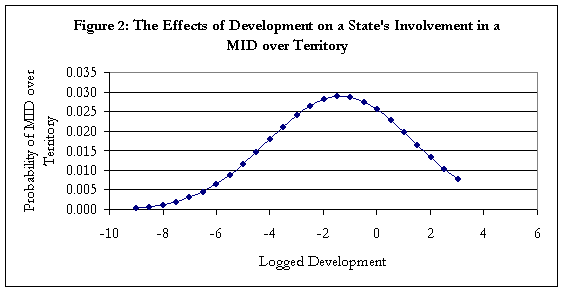 Figure 2: The Effects of Development on a State's Involvement in a
MID over Territory
Probability of MID over
Territory
0.035
0.030
0.025
0.020
0.015
0.010
0.005
0.000
-10 -8 -6 -4 -2 0 2 4 6
Logged Development